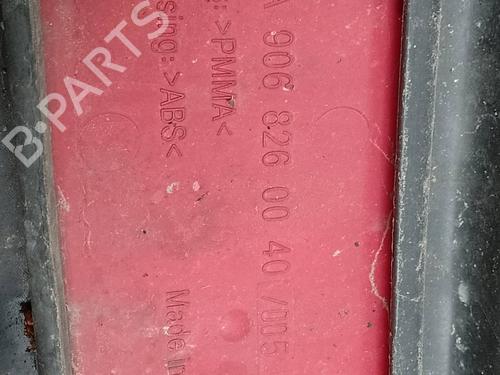 A 906 826 00 40 /005
s: >PMMA<
sing: >ABS<
Made in
B-PARTS